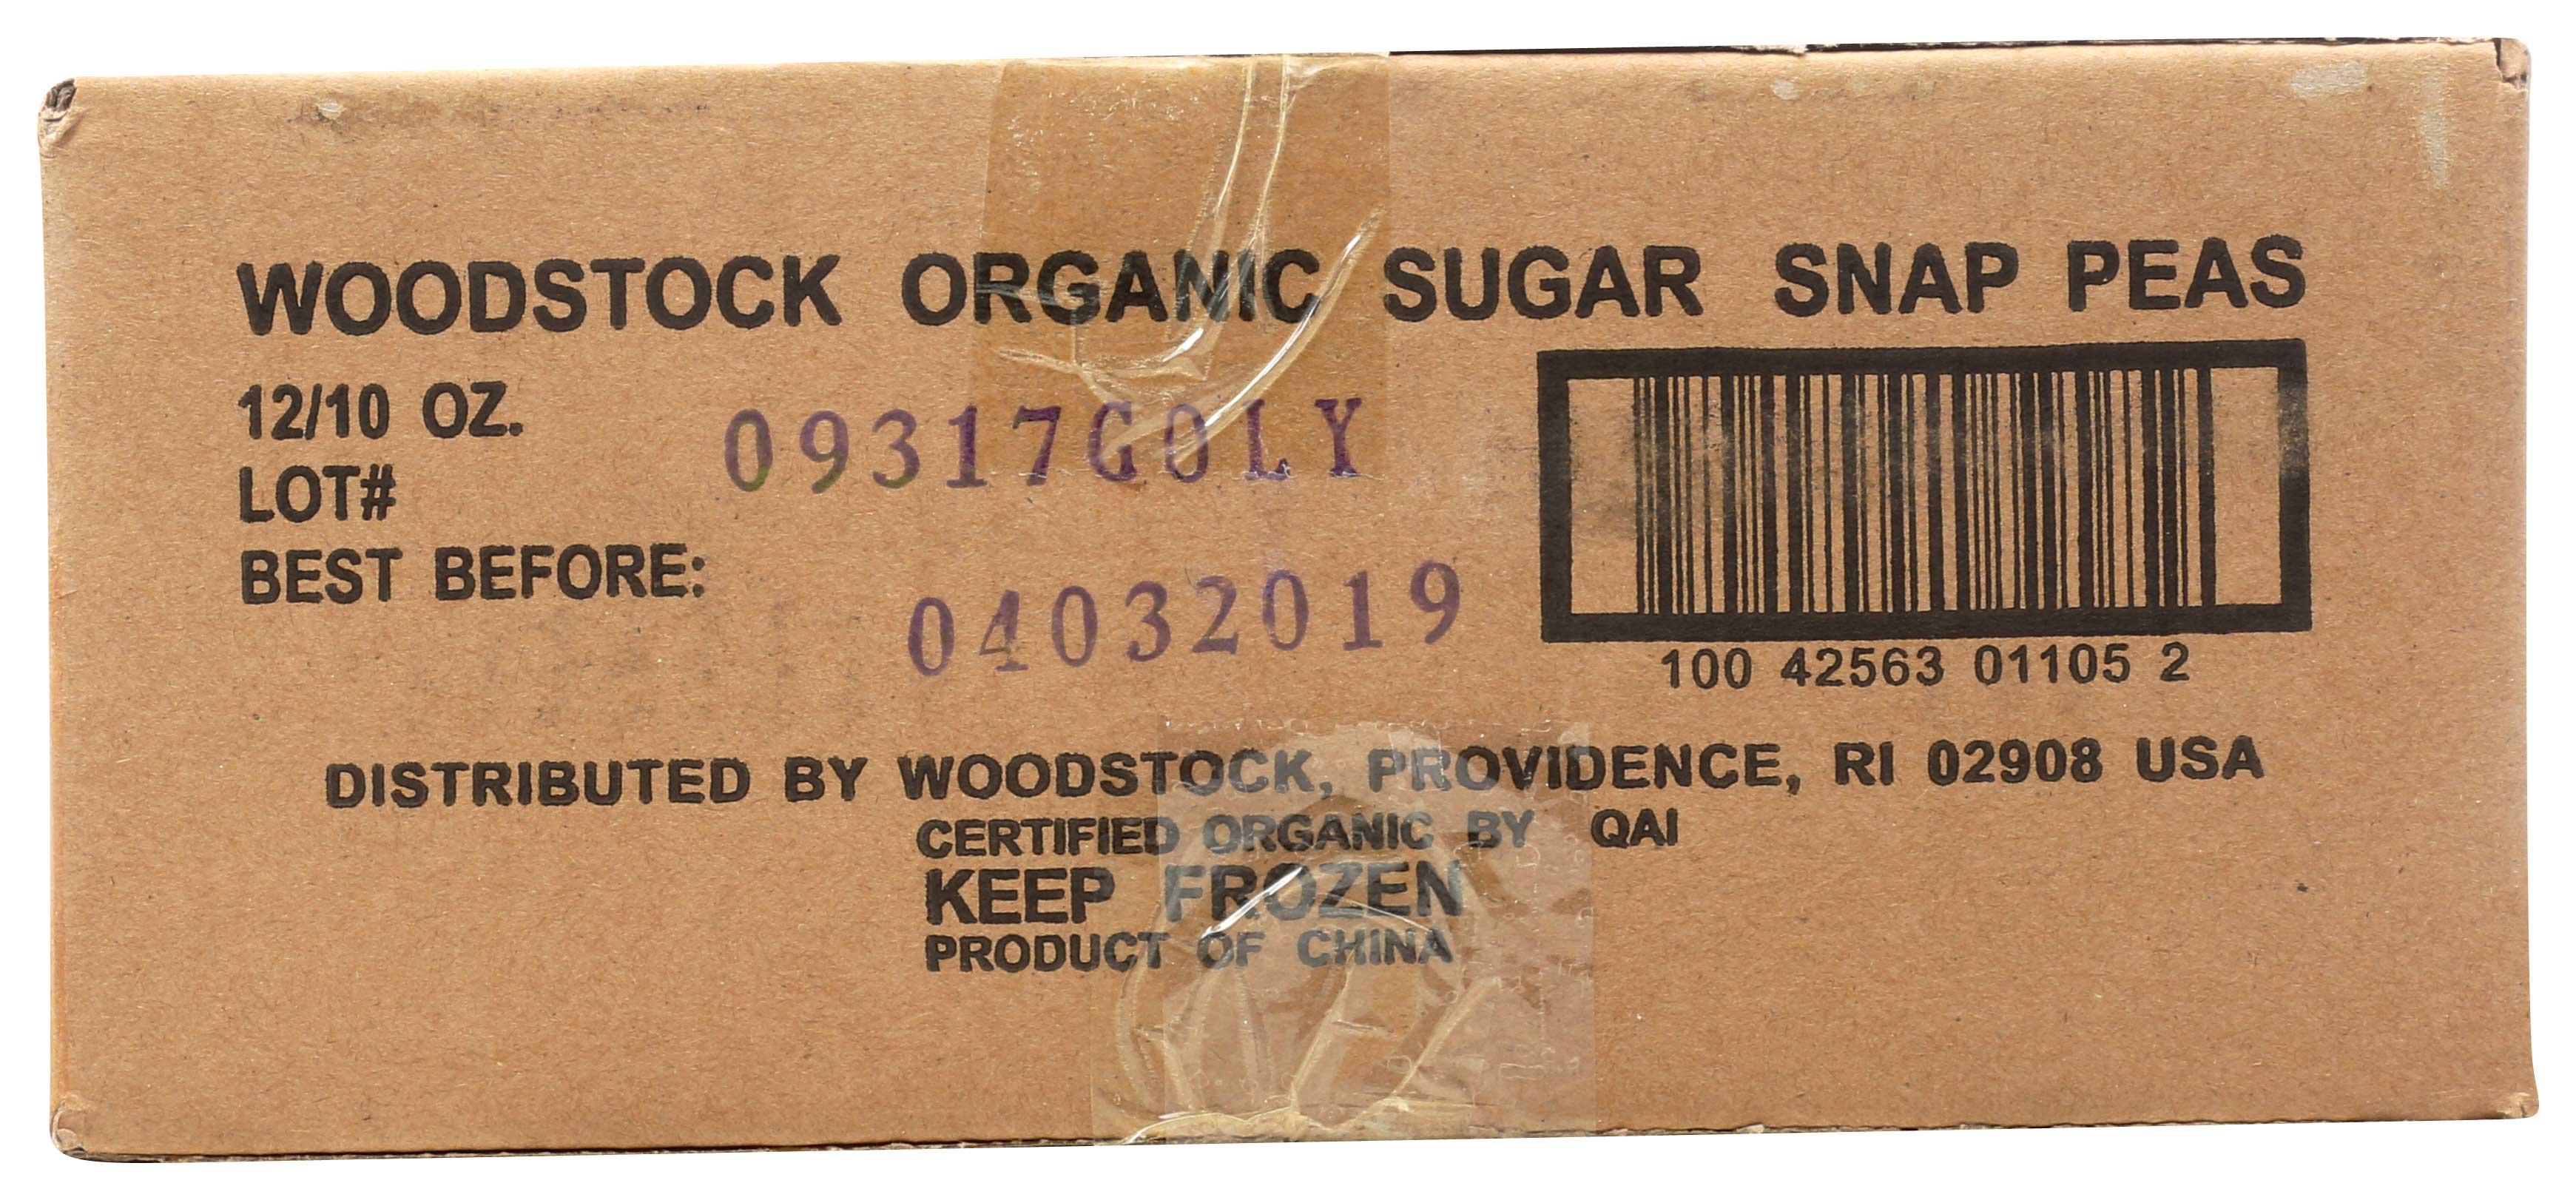 WOODSTOCK ORGANIC SUGAR SNAP PEAS
12/10 OZ.
LOT# 09317G0LY
BEST BEFORE: 04032019
100 42563 01105 2
DISTRIBUTED BY WOODSTOCK, PROVIDENCE, RI 02908 USA
CERTIFIED ORGANIC BY QAI
KEEP FROZEN
PRODUCT OF CHINA